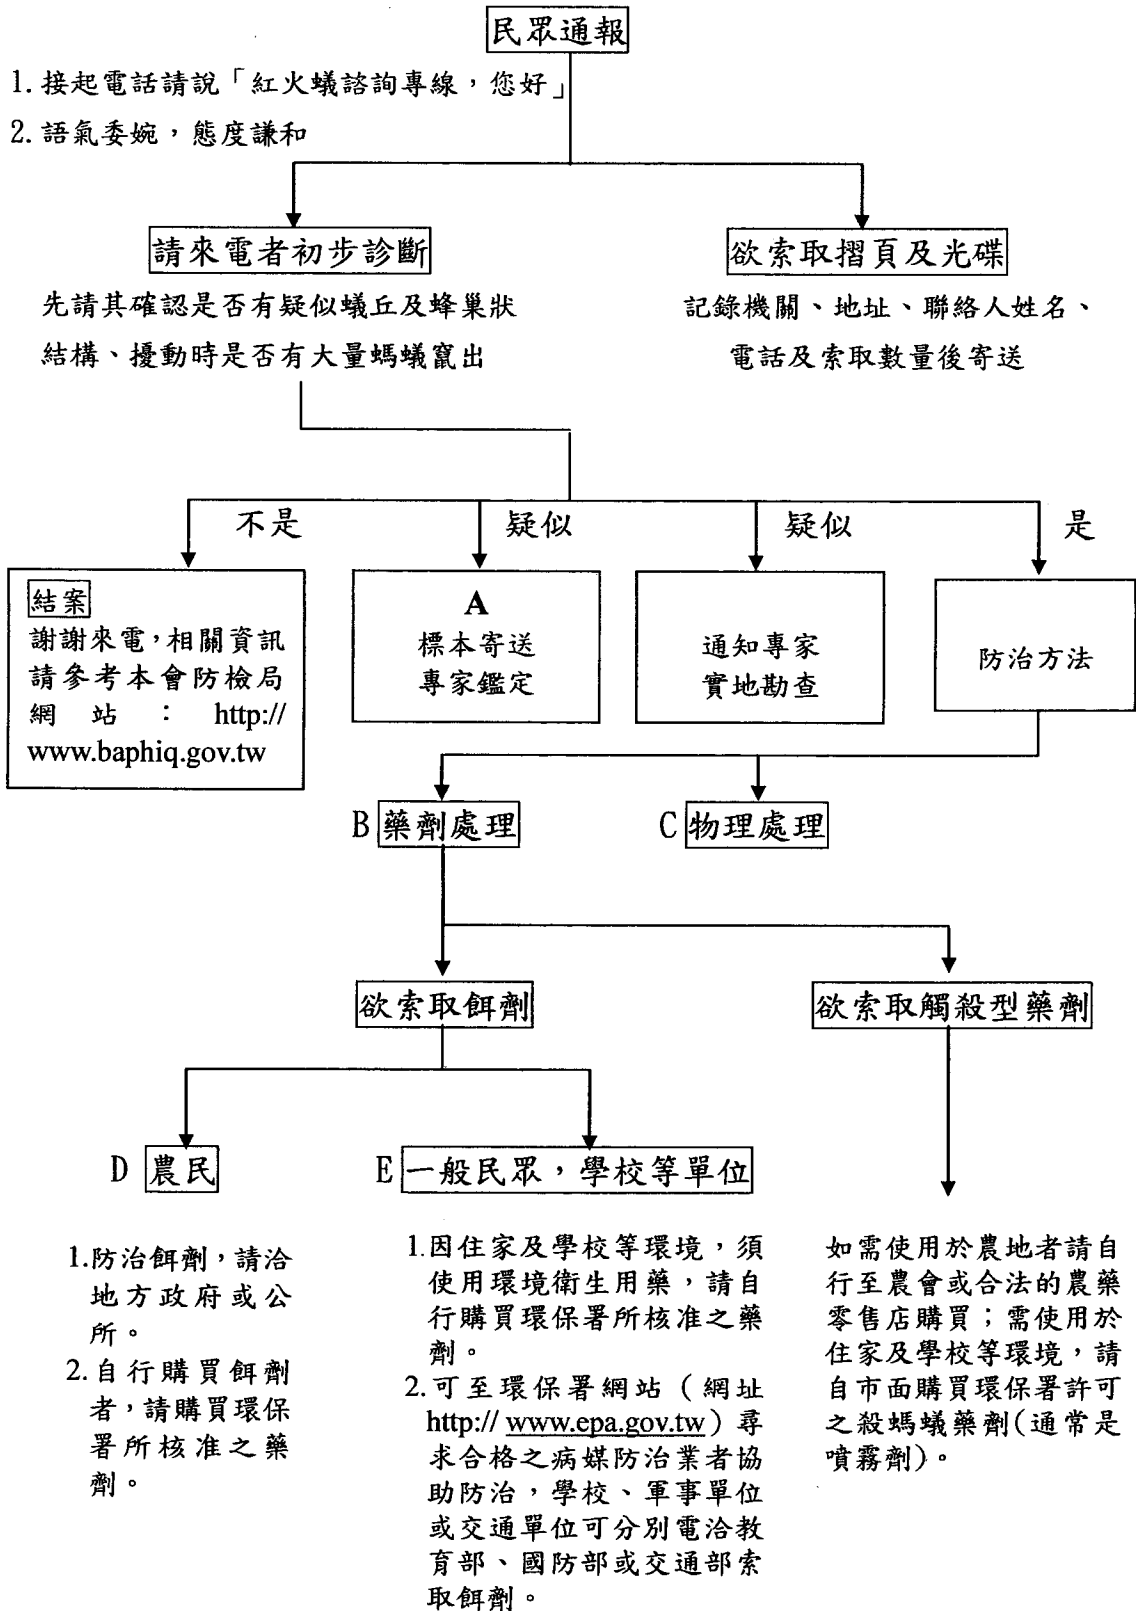 民眾通報
1. 接起電話請說「紅火蟻諮詢專線，您好」
2. 語氣委婉，態度謙和
請來電者初步診斷
先請其確認是否有疑似蟻丘及蜂巢狀
結構、擾動時是否有大量螞蟻竄出
欲索取摺頁及光碟
記錄機關、地址、聯絡人姓名、
電話及索取數量後寄送
不是
疑似
疑似
是
結案
謝謝來電，相關資訊
請參考本會防檢局
網站：http://
www.baphiq.gov.tw
A
標本寄送
專家鑑定
通知專家
實地勘查
防治方法
B 藥劑處理
C 物理處理
欲索取餌劑
欲索取觸殺型藥劑
D 農民
E 一般民眾，學校等單位
1.防治餌劑，請洽
地方政府或公
所。
2.自行購買餌劑
者，請購買環保
署所核准之藥
劑。
1.因住家及學校等環境，須
使用環境衛生用藥，請自
行購買環保署所核准之藥
劑。
2.可至環保署網站（網址
http:// www.epa.gov.tw）尋
求合格之病媒防治業者協
助防治，學校、軍事單位
或交通單位可分別電洽教
育部、國防部或交通部索
取餌劑。
如需使用於農地者請自
行至農會或合法的農藥
零售店購買；需使用於
住家及學校等環境，請
自市面購買環保署許可
之殺螞蟻藥劑(通常是
噴霧劑)。